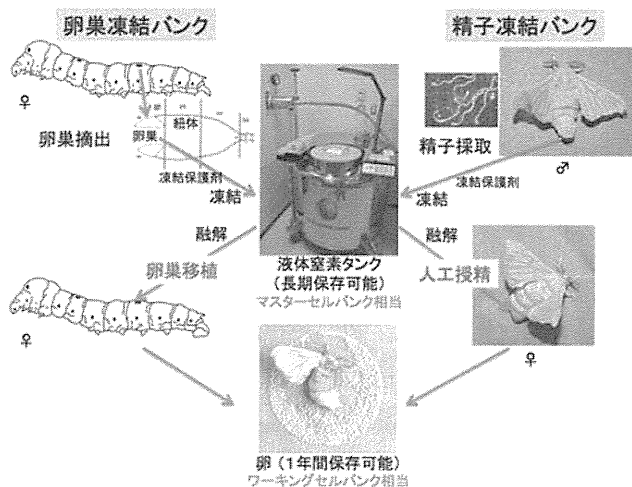 卵巣凍結バンク
精子凍結バンク
♀
卵巣摘出
卵巣
紐体
凍結保護剤
凍結
精子採取
♂
凍結保護剤
凍結
融解
融解
卵巣移植
液体窒素タンク
(長期保存可能)
マスターセルバンク相当
人工授精
♀
♀
卵(1年間保存可能)
ワーキングセルバンク相当